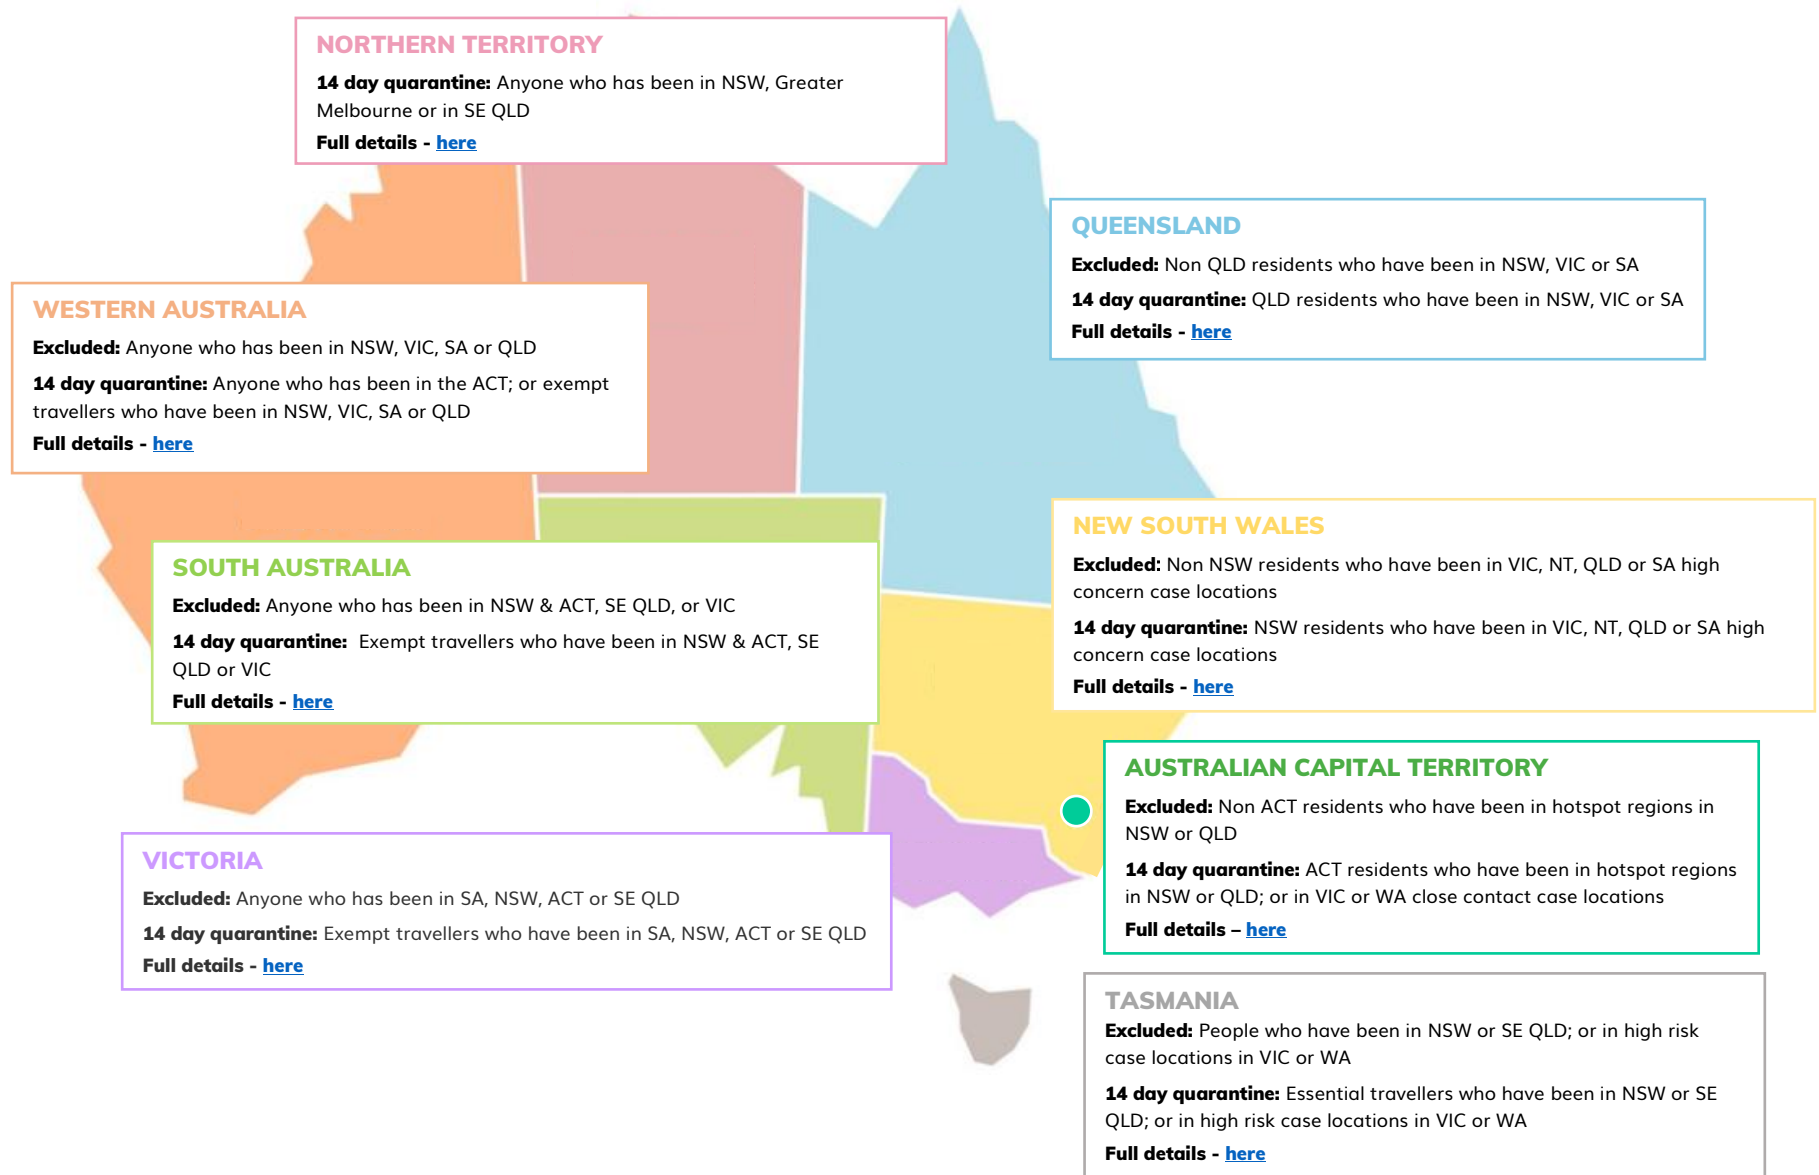 NORTHERN TERRITORY
14 day quarantine: Anyone who has been in NSW, Greater
Melbourne or in SE QLD
Full details - here
QUEENSLAND
Excluded: Non QLD residents who have been in NSW, VIC or SA
14 day quarantine: QLD residents who have been in NSW, VIC or SA
Full details - here
WESTERN AUSTRALIA
Excluded: Anyone who has been in NSW, VIC, SA or QLD
14 day quarantine: Anyone who has been in the ACT; or exempt
travellers who have been in NSW, VIC, SA or QLD
Full details - here
NEW SOUTH WALES
Excluded: Non NSW residents who have been in VIC, NT, QLD or SA high
concern case locations
14 day quarantine: NSW residents who have been in VIC, NT, QLD or SA high
concern case locations
Full details - here
SOUTH AUSTRALIA
Excluded: Anyone who has been in NSW & ACT, SE QLD, or VIC
14 day quarantine: Exempt travellers who have been in NSW & ACT, SE
QLD or VIC
Full details - here
AUSTRALIAN CAPITAL TERRITORY
Excluded: Non ACT residents who have been in hotspot regions in
NSW or QLD
14 day quarantine: ACT residents who have been in hotspot regions
in NSW or QLD; or in VIC or WA close contact case locations
Full details – here
VICTORIA
Excluded: Anyone who has been in SA, NSW, ACT or SE QLD
14 day quarantine: Exempt travellers who have been in SA, NSW, ACT or SE QLD
Full details - here
TASMANIA
Excluded: People who have been in NSW or SE QLD; or in high risk
case locations in VIC or WA
14 day quarantine: Essential travellers who have been in NSW or SE
QLD; or in high risk case locations in VIC or WA
Full details - here